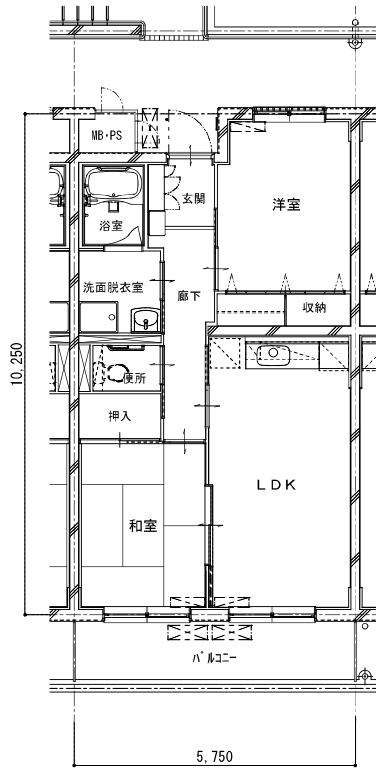 MB・PS
玄関
洋室
浴室
洗面脱衣室
廊下
収納
10,250
便所
押入
LDK
和室
バルコニー
5,750